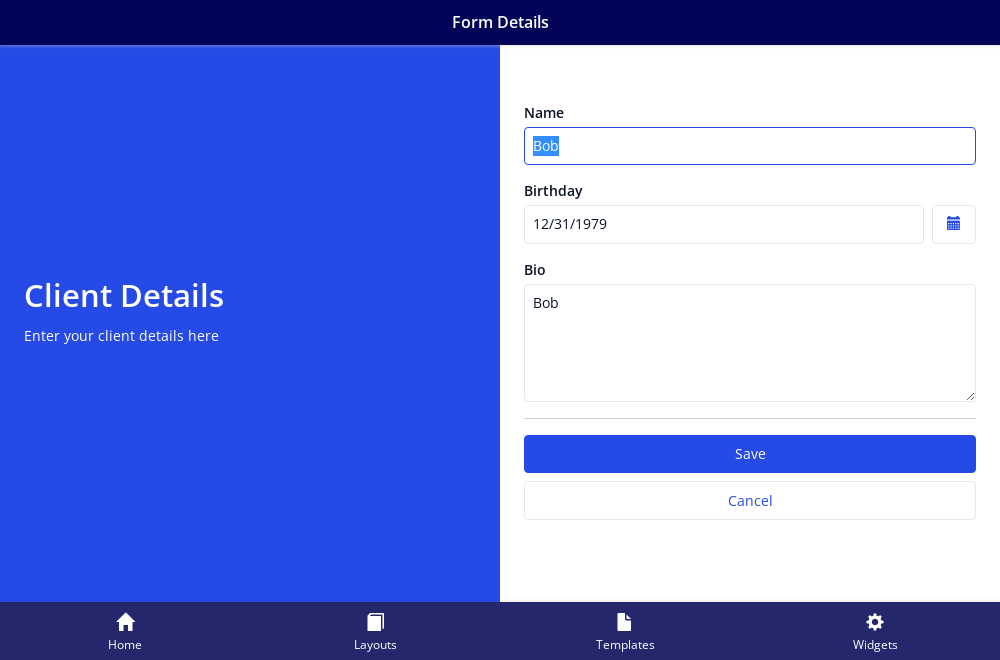 Form Details
Client Details
Enter your client details here
Name
Bob
Birthday
12/31/1979
Bio
Bob
Save
Cancel
Home
Layouts
Templates
Widgets